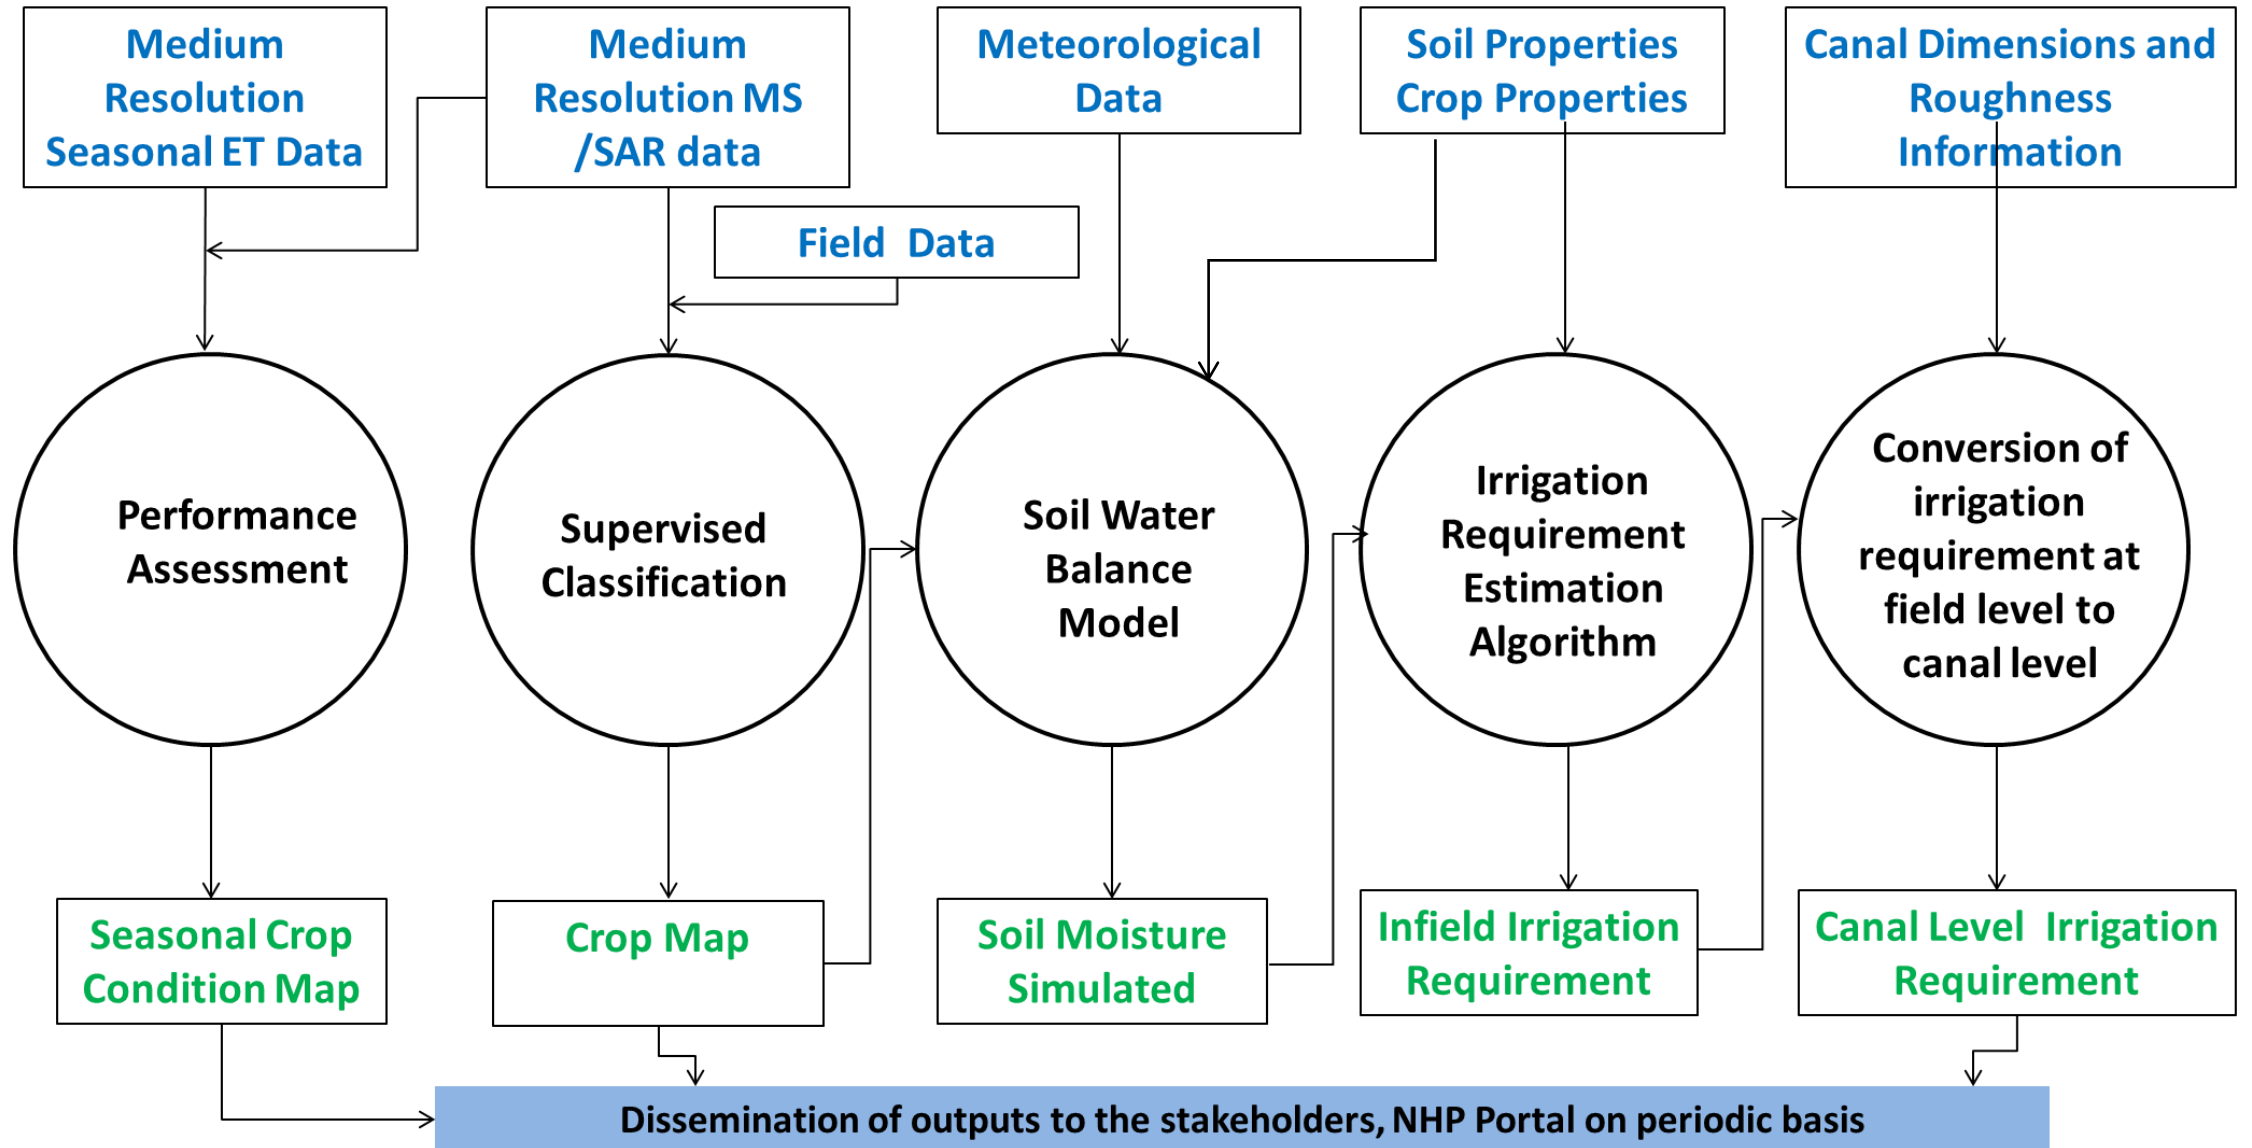 Medium
Resolution
Seasonal ET Data
Medium
Resolution MS
/SAR data
Meteorological
Data
Soil Properties
Crop Properties
Canal Dimensions and
Roughness
Information
Field Data
Performance
Assessment
Supervised
Classification
Soil Water
Balance
Model
Irrigation
Requirement
Estimation
Algorithm
Conversion of
irrigation
requirement at
field level to
canal level
Seasonal Crop
Condition Map
Crop Map
Soil Moisture
Simulated
Infield Irrigation
Requirement
Canal Level Irrigation
Requirement
Dissemination of outputs to the stakeholders, NHP Portal on periodic basis